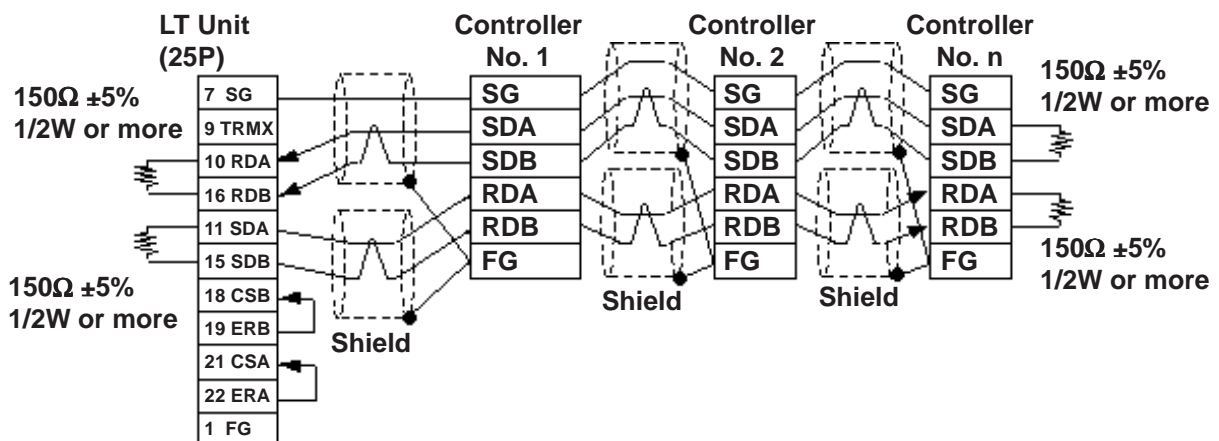 LT Unit
(25P)
150Ω ±5%
1/2W or more
150Ω ±5%
1/2W or more
7 SG
9 TRMX
10 RDA
16 RDB
11 SDA
15 SDB
18 CSB
19 ERB
21 CSA
22 ERA
1 FG
Shield
Controller
No. 1
SG
SDA
SDB
RDA
RDB
FG
Shield
Controller
No. 2
SG
SDA
SDB
RDA
RDB
FG
Shield
Controller
No. n
SG
SDA
SDB
RDA
RDB
FG
150Ω ±5%
1/2W or more
150Ω ±5%
1/2W or more